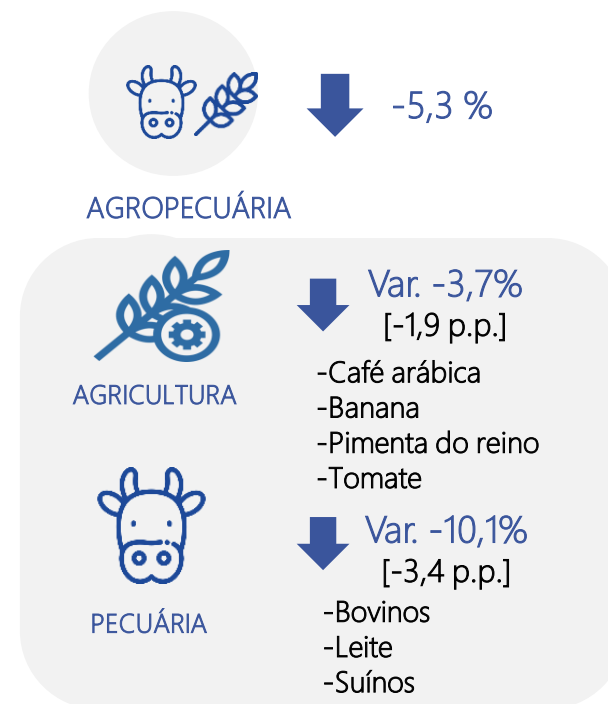 -5,3 %
AGROPECUÁRIA
Var. -3,7%
[-1,9 p.p.]
AGRICULTURA
-Café arábica
-Banana
-Pimenta do reino
-Tomate
Var. -10,1%
[-3,4 p.p.]
PECUÁRIA
-Bovinos
-Leite
-Suínos